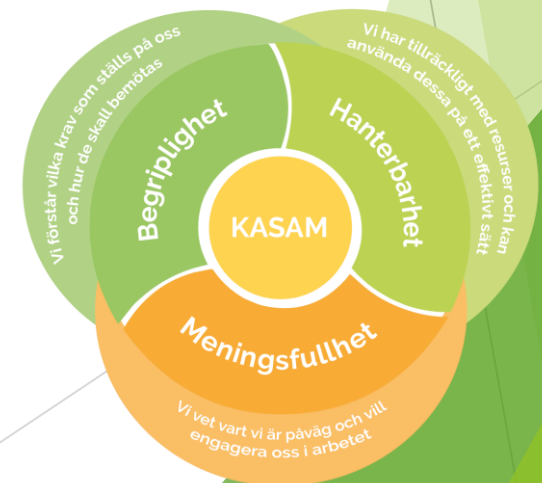 Vi förstår vilka krav som ställs på oss
och hur de skall bemötas
Begriplighet
Vi har tillräckligt med resurser och kan
använda dessa på ett effektivt sätt
Hanterbarhet
KASAM
Meningsfullhet
Vi vet vart vi är påväg och vill
engagera oss i arbetet